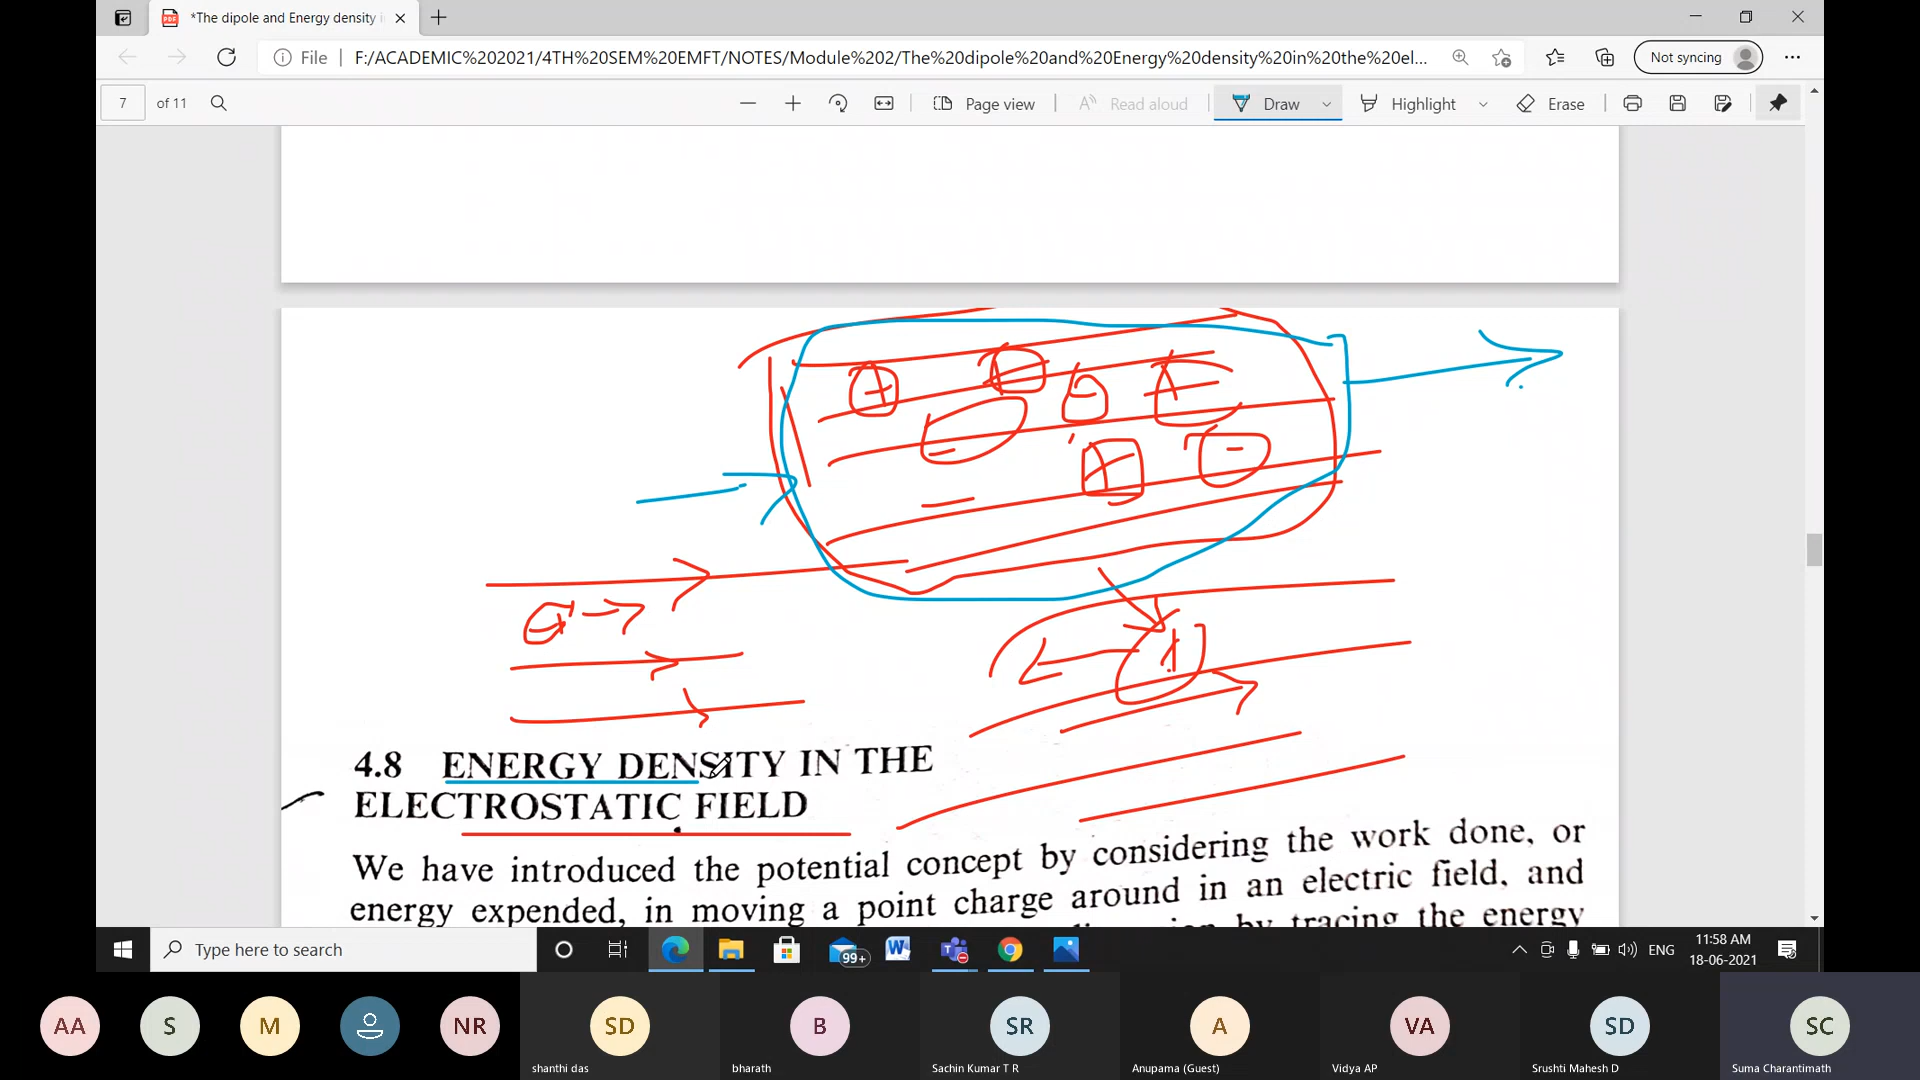 *The dipole and Energy density i
File F:/ACADEMIC%202021/4TH%20SEM%20EMFT/NOTES/Module%202/The%20dipole%20and%20Energy%20density%20in%20the%20el...
Not syncing
7 of 11
Page view
Read aloud
Draw
Highlight
Erase
4.8 ENERGY DENSITY IN THE
ELECTROSTATIC FIELD
We have introduced the potential concept by considering the work done, or
energy expended, in moving a point charge around in an electric field, and
by tracing the energy
Type here to search
99+
ENG
11:58 AM
18-06-2021
AA
S
M
NR
SD
B
SR
A
VA
SD
SC
shanthi das
bharath
Sachin Kumar T R
Anupama (Guest)
Vidya AP
Srushti Mahesh D
Suma Charantimath